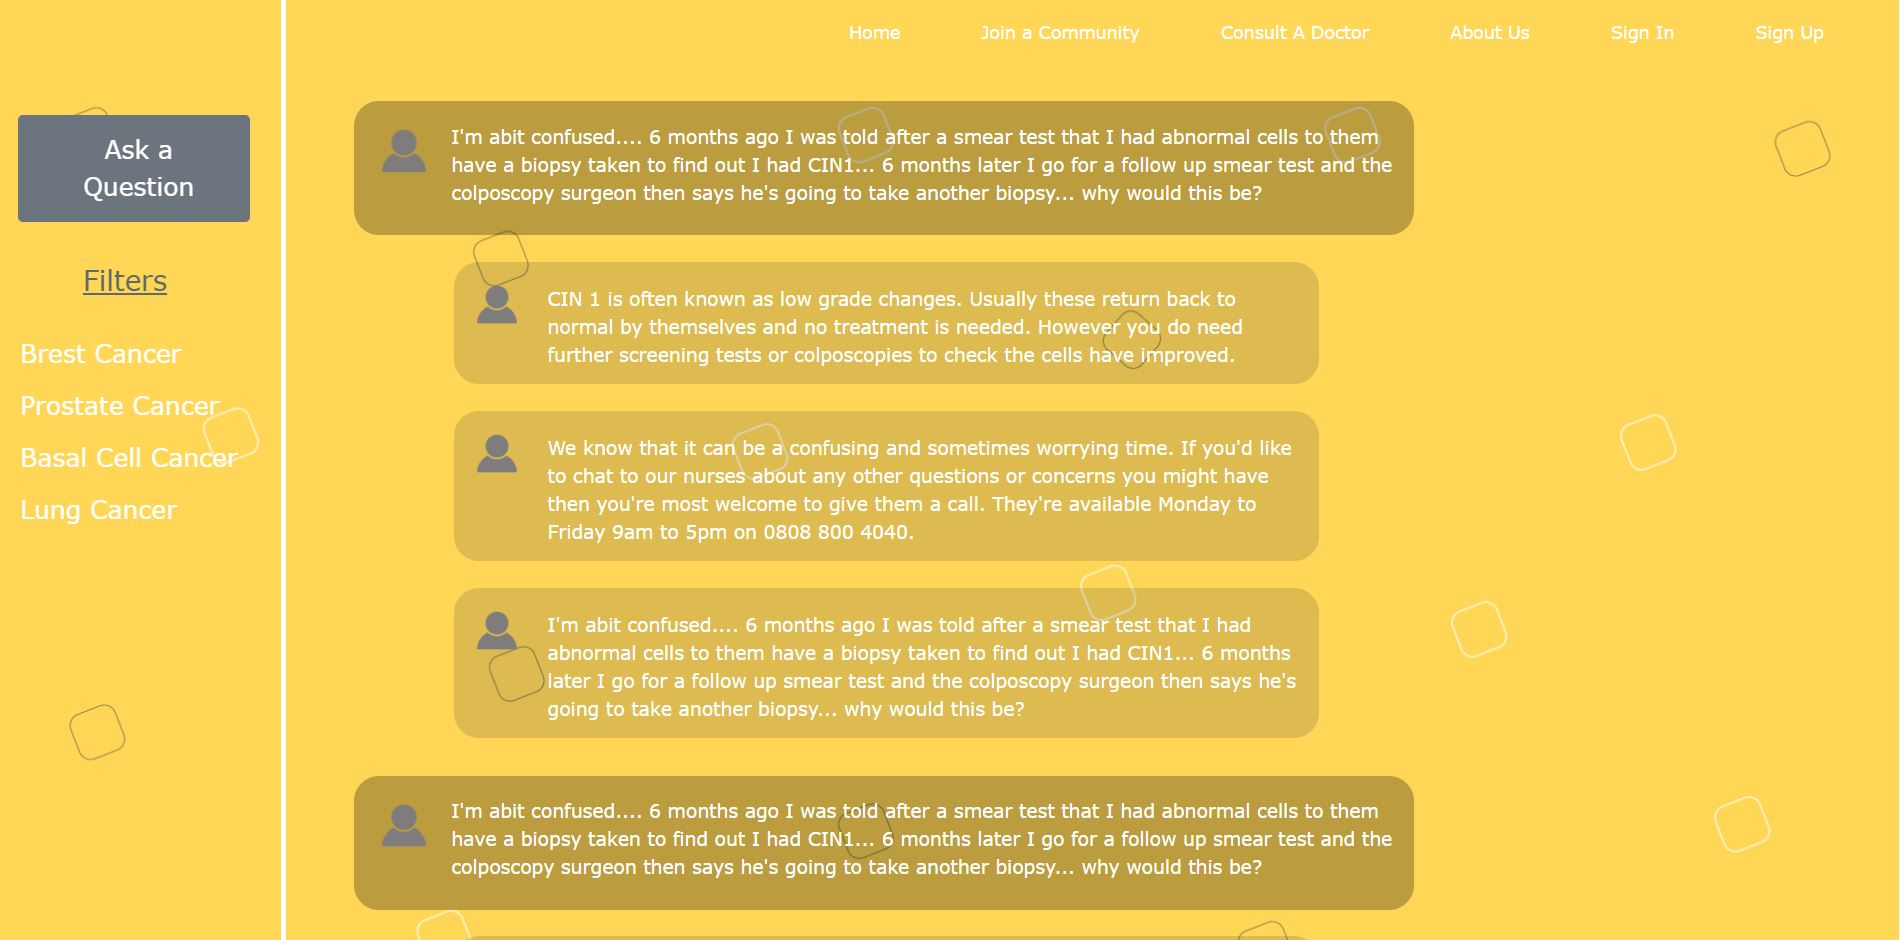 Home
Join a Community
Consult A Doctor
About Us
Sign In
Sign Up
Ask a
Question
Filters
Brest Cancer
Prostate Cancer
Basal Cell Cancer
Lung Cancer
I'm abit confused.... 6 months ago I was told after a smear test that I had abnormal cells to them
have a biopsy taken to find out I had CIN1... 6 months later I go for a follow up smear test and the
colposcopy surgeon then says he's going to take another biopsy... why would this be?
CIN 1 is often known as low grade changes. Usually these return back to
normal by themselves and no treatment is needed. However you do need
further screening tests or colposcopies to check the cells have improved.
We know that it can be a confusing and sometimes worrying time. If you'd like
to chat to our nurses about any other questions or concerns you might have
then you're most welcome to give them a call. They're available Monday to
Friday 9am to 5pm on 0808 800 4040.
I'm abit confused.... 6 months ago I was told after a smear test that I had
abnormal cells to them have a biopsy taken to find out I had CIN1... 6 months
later I go for a follow up smear test and the colposcopy surgeon then says he's
going to take another biopsy... why would this be?
I'm abit confused.... 6 months ago I was told after a smear test that I had abnormal cells to them
have a biopsy taken to find out I had CIN1... 6 months later I go for a follow up smear test and the
colposcopy surgeon then says he's going to take another biopsy... why would this be?